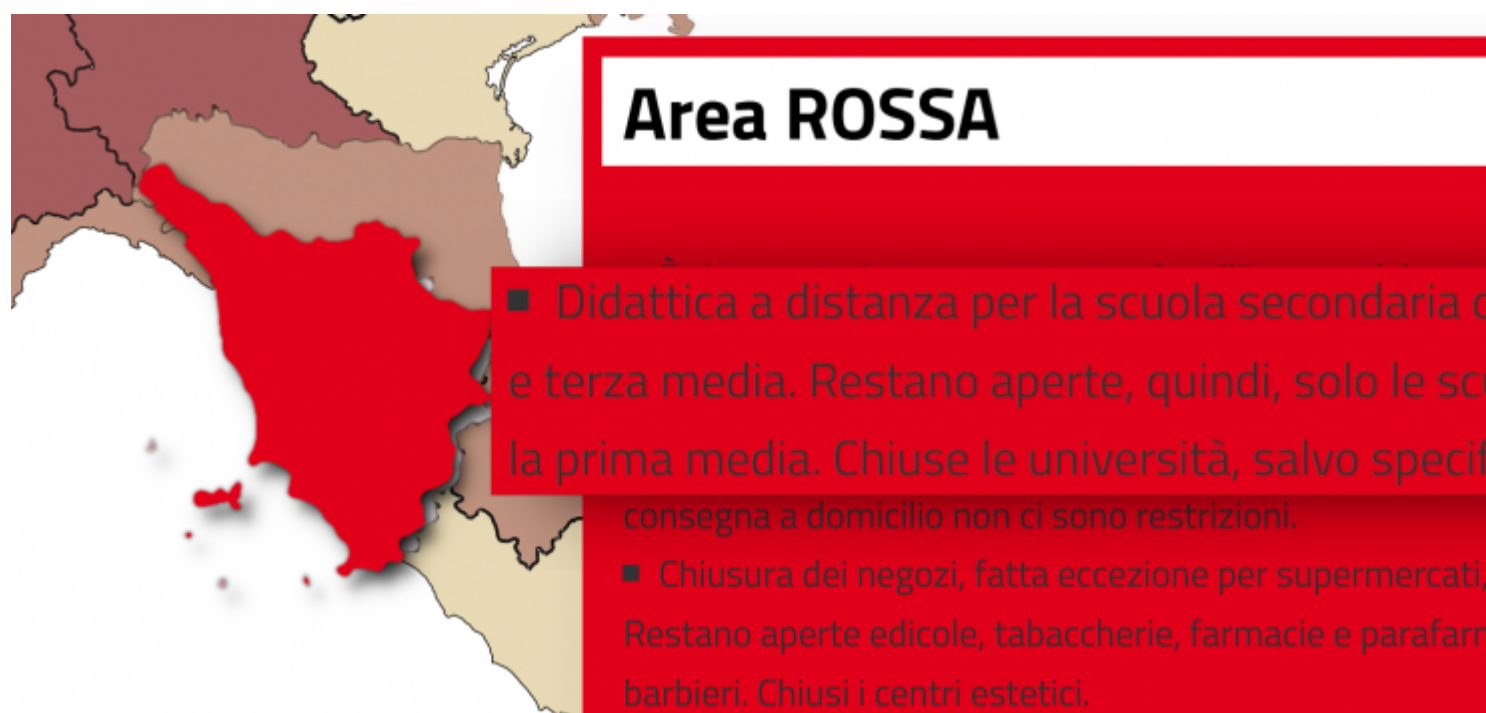 Area ROSSA
■ Didattica a distanza per la scuola secondaria
e terza media. Restano aperte, quindi, solo le
la prima media. Chiuse le università, salvo
consegna a domicilio non ci sono restrizioni.
■ Chiusura dei negozi, fatta eccezione per supermercati,
Restano aperte edicole, tabaccherie, farmacie e
barbieri. Chiusi i centri estetici.